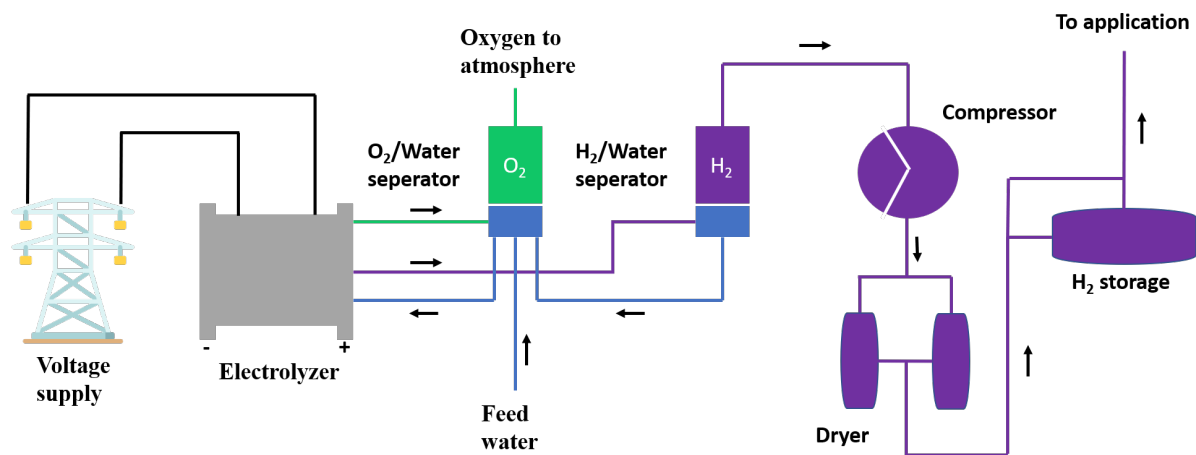 To application
Oxygen to
atmosphere
Compressor
O₂/Water
seperator
O₂
H₂/Water
seperator
H₂
H₂ storage
-
+
Voltage
supply
Electrolyzer
Feed
water
Dryer